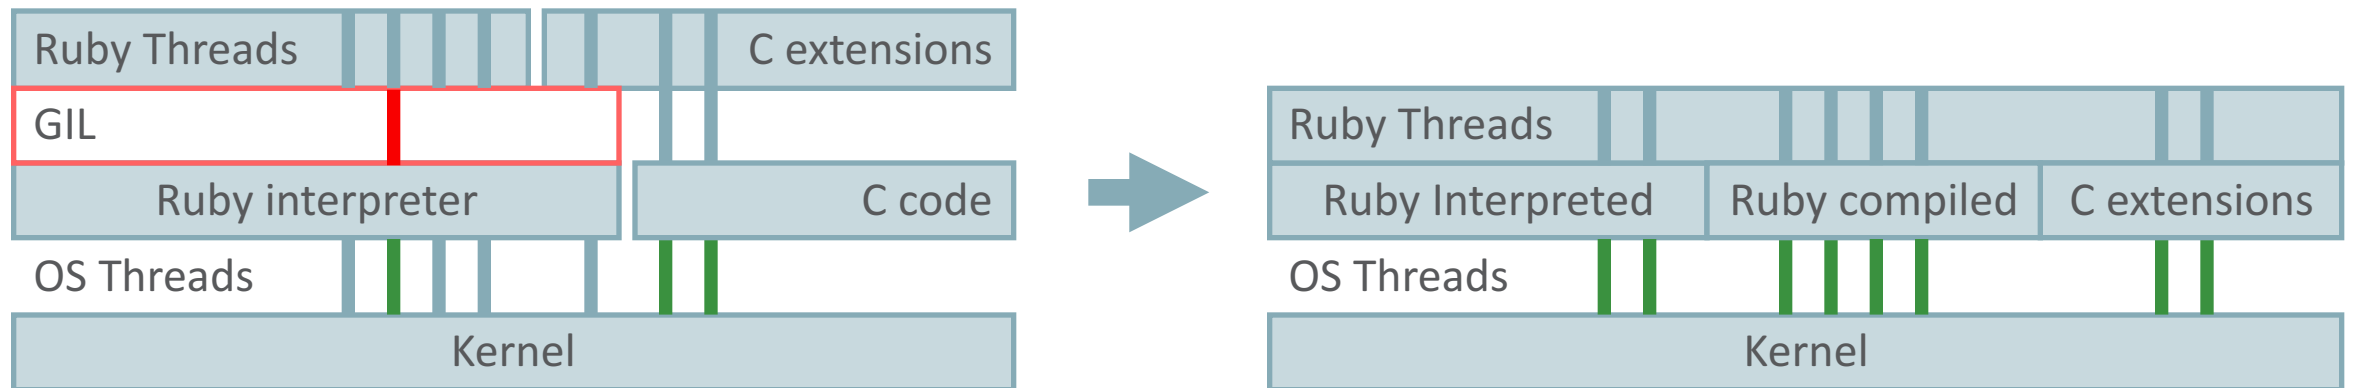 Ruby Threads
C extensions
GIL
Ruby interpreter
C code
OS Threads
Kernel
Ruby Threads
Ruby Interpreted
Ruby compiled
C extensions
OS Threads
Kernel